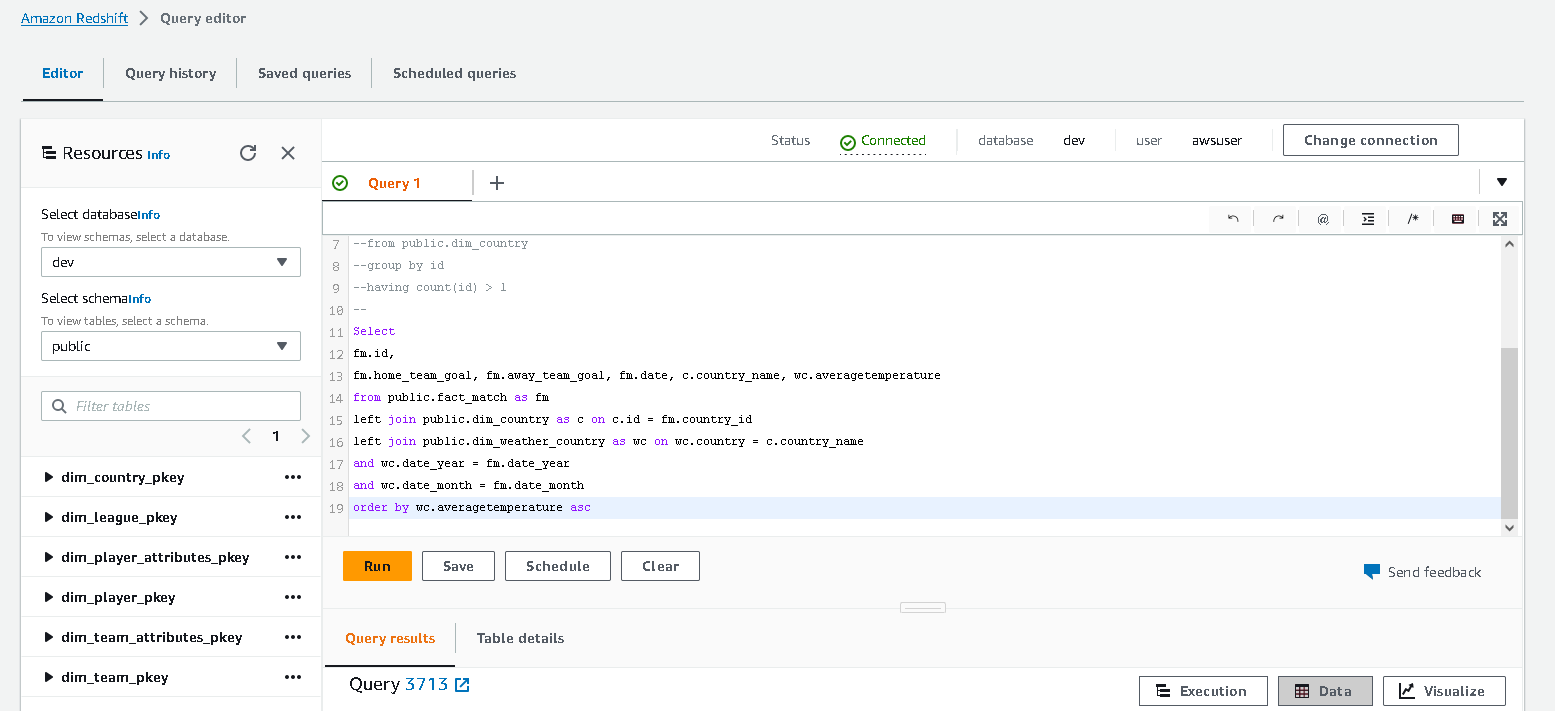 Amazon Redshift > Query editor
Editor Query history Saved queries Scheduled queries
Resources Info
Status Connected database dev user awsuser Change connection
Query 1
Select databaseInfo
To view schemas, select a database.
dev
Select schemaInfo
To view tables, select a schema.
public
Filter tables
1
dim_country_pkey
dim_league_pkey
dim_player_attributes_pkey
dim_player_pkey
dim_team_attributes_pkey
dim_team_pkey
@ /*
7 --from public.dim_country
8 --group by id
9 --having count(id) > 1
10 --
11 Select
12 fm.id,
13 fm.home_team_goal, fm.away_team_goal, fm.date, c.country_name, wc.averagetemperature
14 from public.fact_match as fm
15 left join public.dim_country as c on c.id = fm.country_id
16 left join public.dim_weather_country as wc on wc.country = c.country_name
17 and wc.date_year = fm.date_year
18 and wc.date_month = fm.date_month
19 order by wc.averagetemperature asc
Run Save Schedule Clear
Send feedback
Query results Table details
Query 3713
Execution Data Visualize